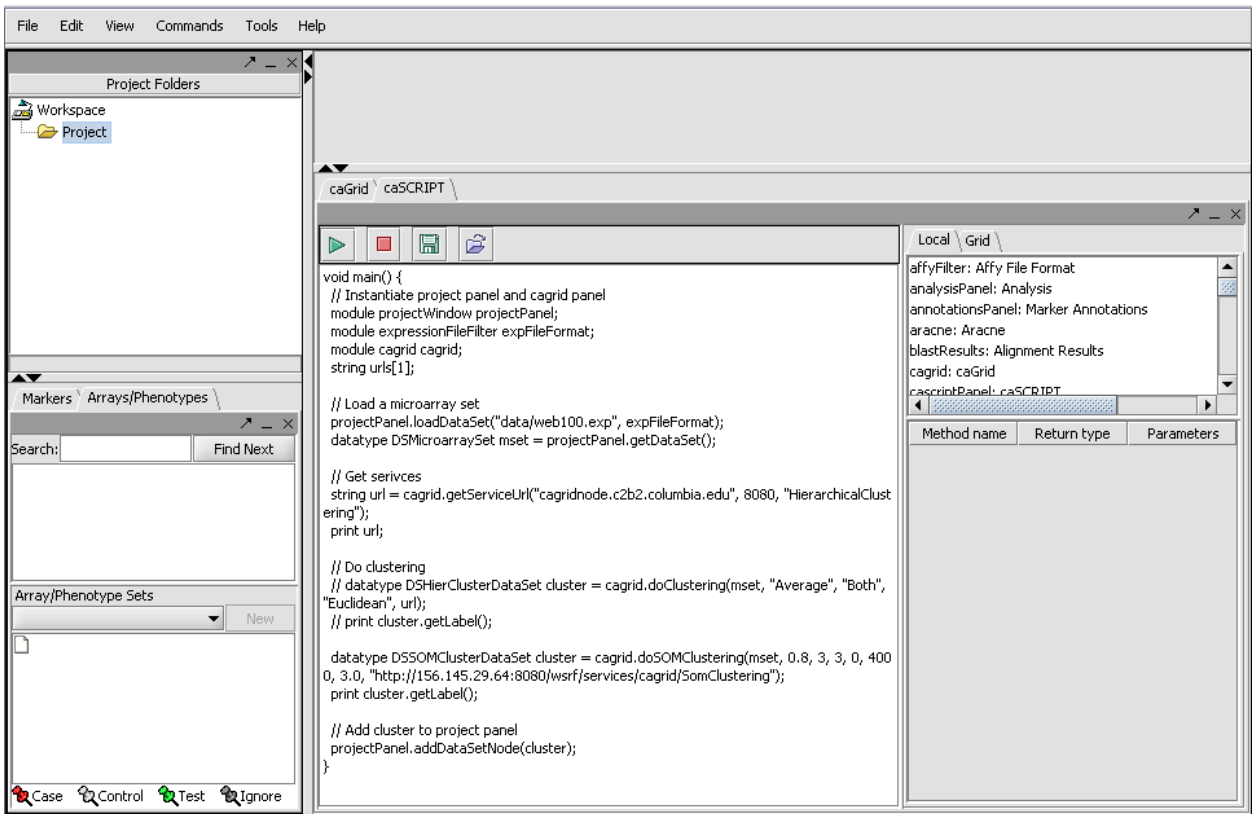 File Edit View Commands Tools Help
Project Folders
Workspace
Project
Markers Arrays/Phenotypes
Search: Find Next
Array/Phenotype Sets
New
Case Control Test Ignore
caGrid caSCRIPT
void main() {
// Instantiate project panel and cagrid panel
module projectWindow projectPanel;
module expressionFileFilter expFileFormat;
module cagrid cagrid;
string urls[1];
// Load a microarray set
projectPanel.loadDataSet("data/web100.exp", expFileFormat);
datatype DSMicroarraySet mset = projectPanel.getDataSet();
// Get serivces
string url = cagrid.getServiceUrl("cagridnode.c2b2.columbia.edu", 8080, "HierarchicalClust
ering");
print url;
// Do clustering
// datatype DSHierClusterDataSet cluster = cagrid.doClustering(mset, "Average", "Both",
"Euclidean", url);
// print cluster.getLabel();
datatype DSSOMClusterDataSet cluster = cagrid.doSOMClustering(mset, 0.8, 3, 3, 0, 400
0, 3.0, "http://156.145.29.64:8080/wsrf/services/cagrid/SomClustering");
print cluster.getLabel();
// Add cluster to project panel
projectPanel.addDataSetNode(cluster);
}
Local Grid
affyFilter: Affy File Format
analysisPanel: Analysis
annotationsPanel: Marker Annotations
aracne: Aracne
blastResults: Alignment Results
cagrid: caGrid
cascriptPanel: caSCRIPT
Method name Return type Parameters